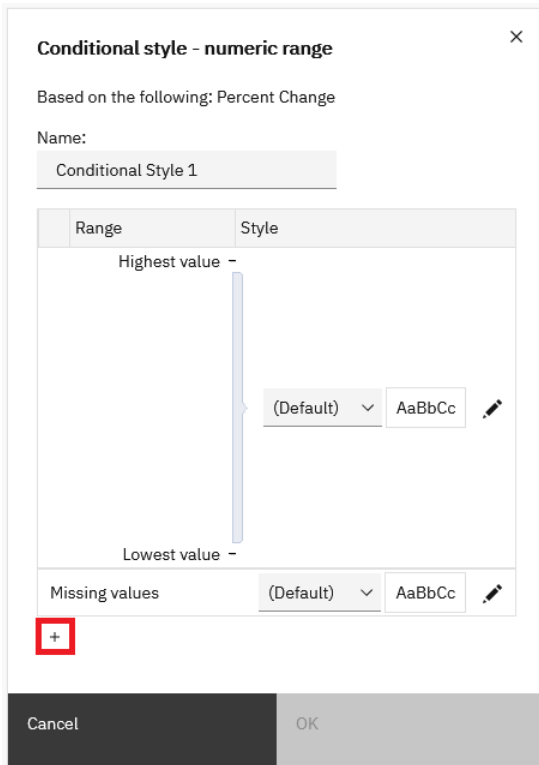 Conditional style - numeric range
Based on the following: Percent Change
Name:
Conditional Style 1
Range Style
Highest value -
(Default) AaBbCc
Lowest value -
Missing values (Default) AaBbCc
+
Cancel OK